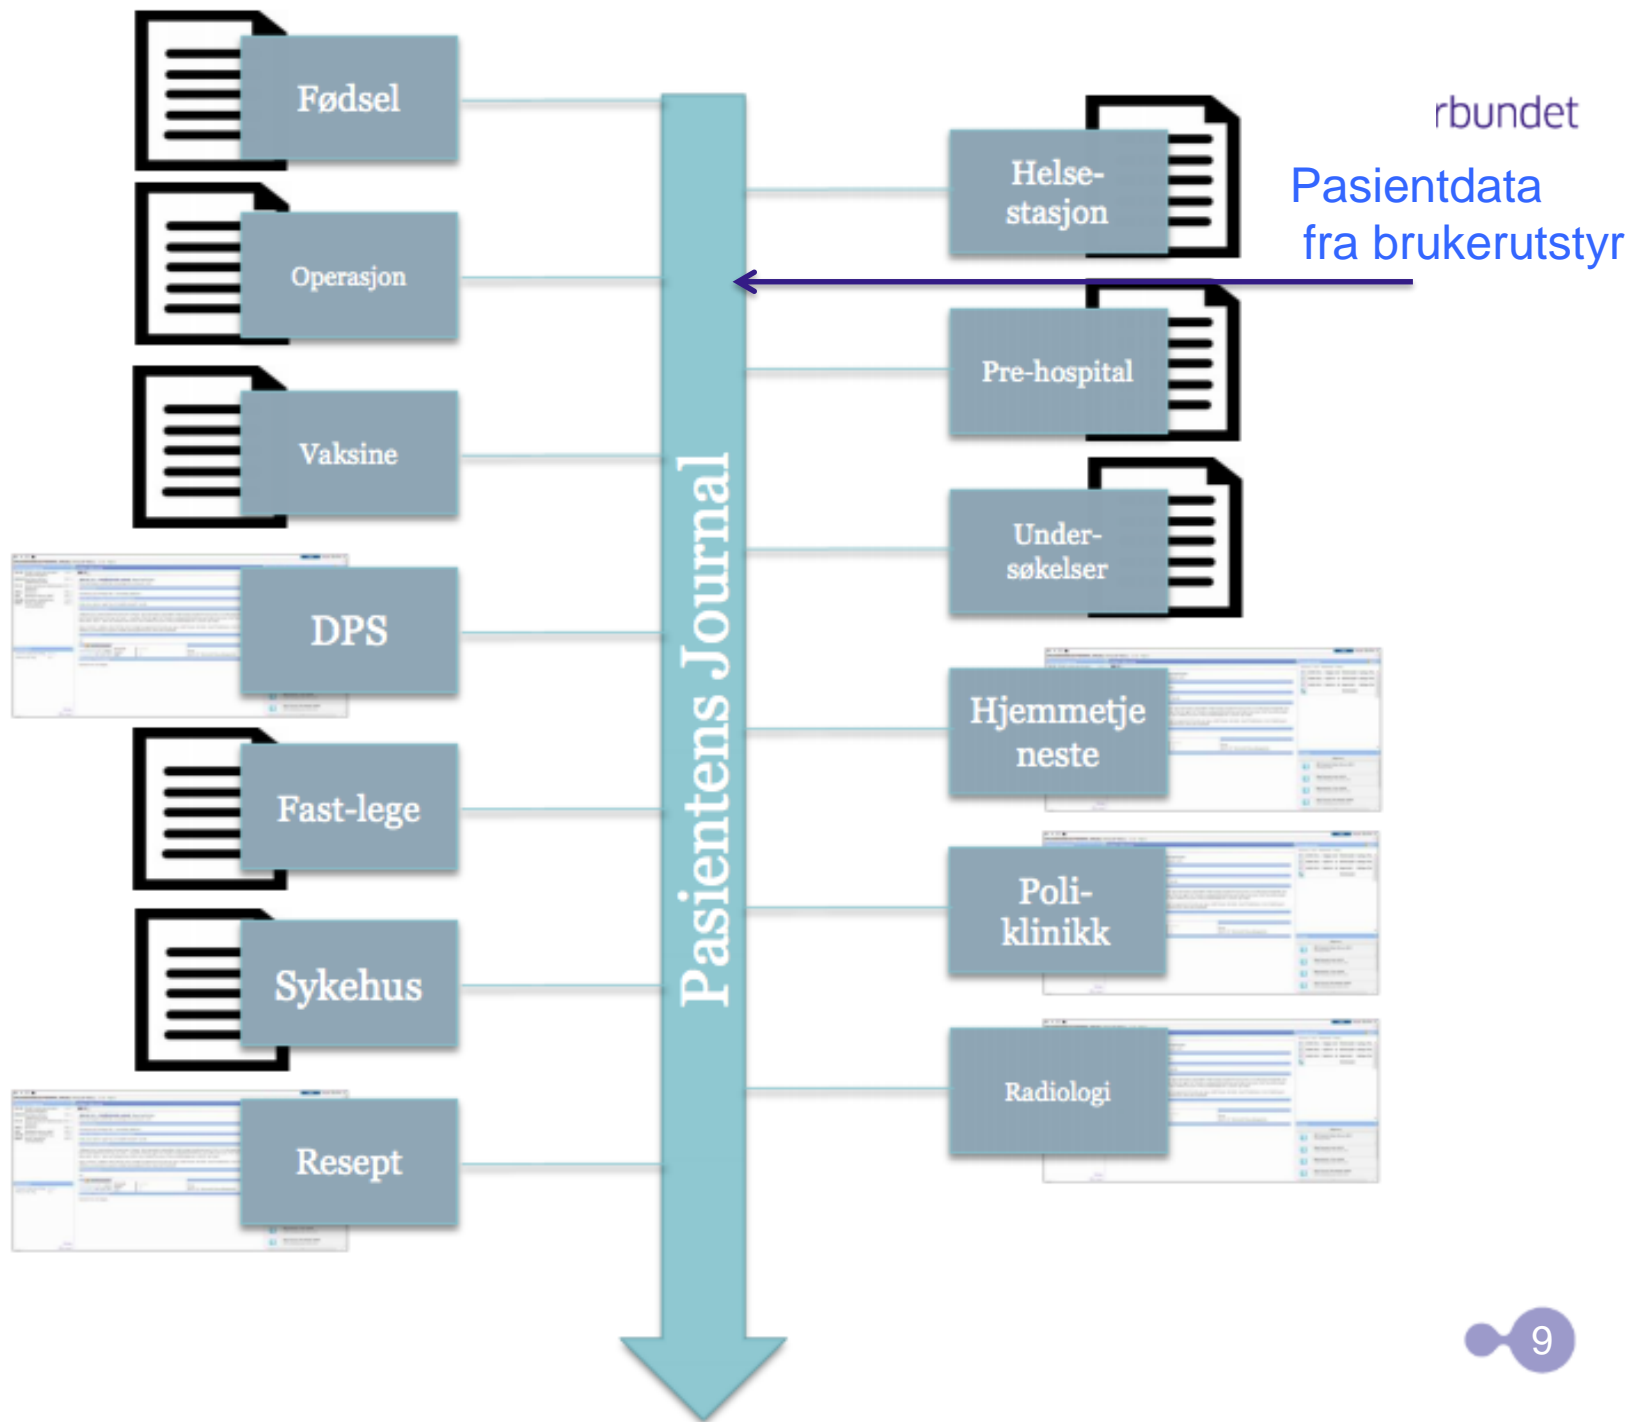 Fødsel
rbundet
Helse-
stasjon
Pasientdata
fra brukerutstyr
Operasjon
Pre-hospital
Vaksine
Under-
søkelser
DPS
Pasientens Journal
Hjemmetje
neste
Fast-lege
Poli-
klinikk
Sykehus
Radiologi
Resept
9